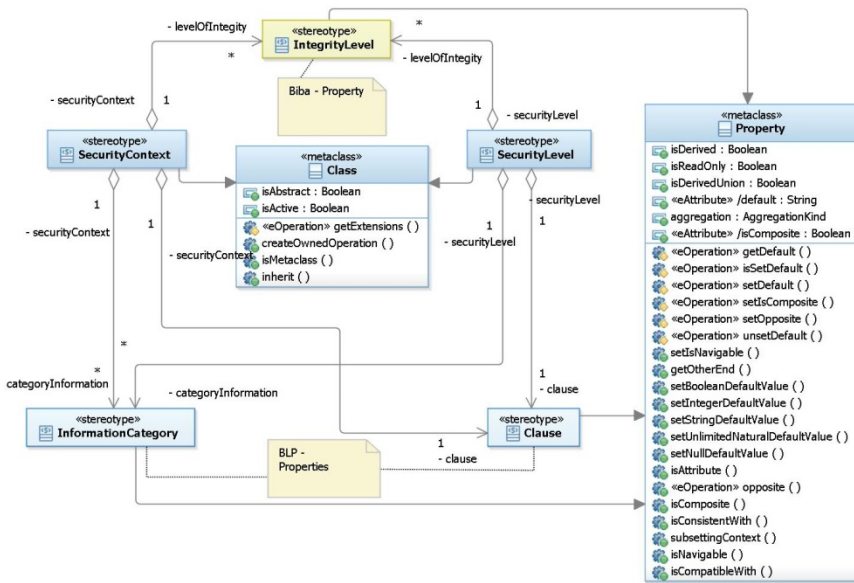 - levelOfIntegity
*
«stereotype»
IntegrityLevel
*
- levelOfIntegity
- securityContext
1
Biba - Property
1
- securityLevel
«stereotype»
SecurityContext
«metaclass»
Class
isAbstract : Boolean
isActive : Boolean
«eOperation» getExtensions ( )
createOwnedOperation ( )
isMetaclass ( )
inherit ( )
«stereotype»
SecurityLevel
1
- securityContext
1
- securityContext
1
- securityLevel
- securityLevel
1
«metaclass»
Property
isDerived : Boolean
isReadOnly : Boolean
isDerivedUnion : Boolean
«eAttribute» /default : String
aggregation : AggregationKind
«eAttribute» /isComposite : Boolean
«eOperation» getDefault ( )
«eOperation» isSetDefault ( )
«eOperation» setDefault ( )
«eOperation» setIsComposite ( )
«eOperation» setOpposite ( )
«eOperation» unsetDefault ( )
setIsNavigable ( )
getOtherEnd ( )
setBooleanDefaultValue ( )
setIntegerDefaultValue ( )
setStringDefaultValue ( )
setUnlimitedNaturalDefaultValue ( )
setNullDefaultValue ( )
isAttribute ( )
«eOperation» opposite ( )
isComposite ( )
isConsistentWith ( )
subsettingContext ( )
isNavigable ( )
isCompatibleWith ( )
*
*
categoryInformation
- categoryInformation
1
- clause
«stereotype»
InformationCategory
BLP -
Properties
1
- clause
«stereotype»
Clause